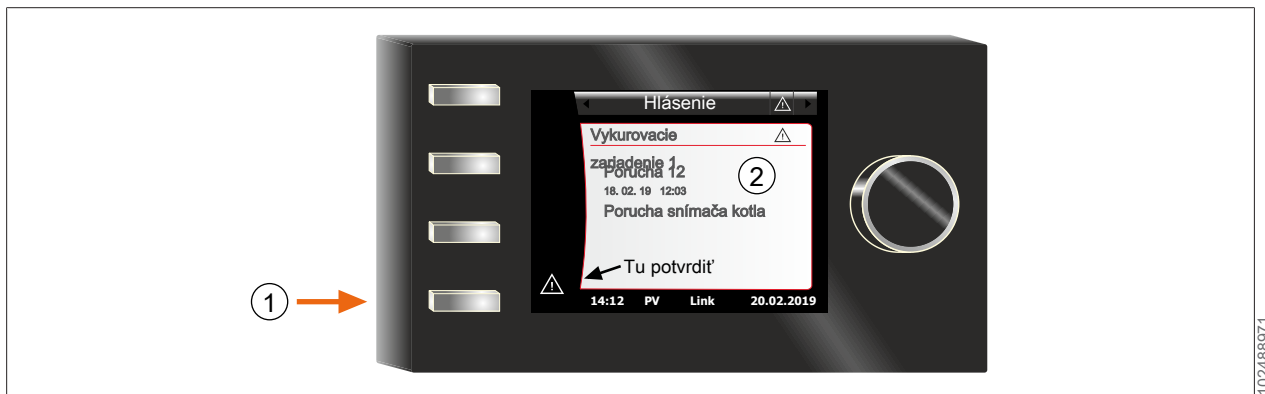 Hlásenie
Vykurovacie
zariadenie 1
Porucha 12
18. 02. 19 12:03
Porucha snímača kotla
2
Tu potvrdiť
1
14:12 PV Link 20.02.2019
102488971